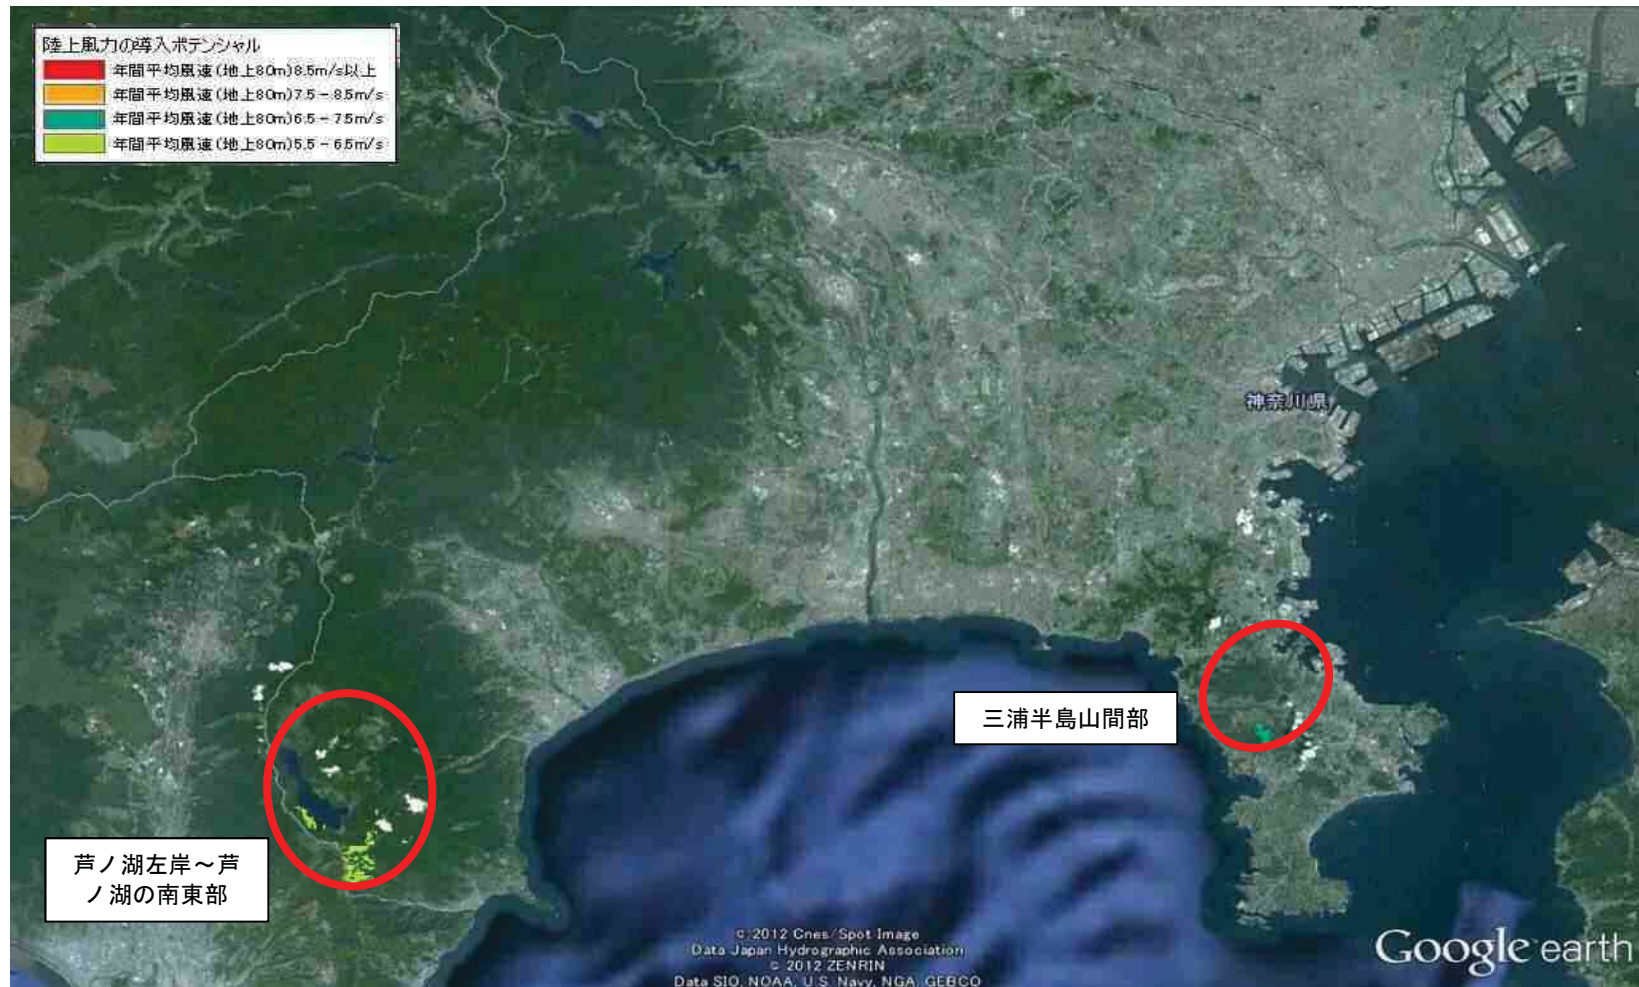 陸上風力の導入ポテンシャル
年間平均風速(地上80m)8.5m/s以上
年間平均風速(地上80m)7.5-8.5m/s
年間平均風速(地上80m)6.5-7.5m/s
年間平均風速(地上80m)5.5-6.5m/s
神奈川県
三浦半島山間部
芦ノ湖左岸～芦
ノ湖の南東部
© 2012 Cnes/Spot Image
Data Japan Hydrographic Association
© 2012 ZENRIN
Data SIO, NOAA, U.S. Navy, NGA, GEBCO
Google earth